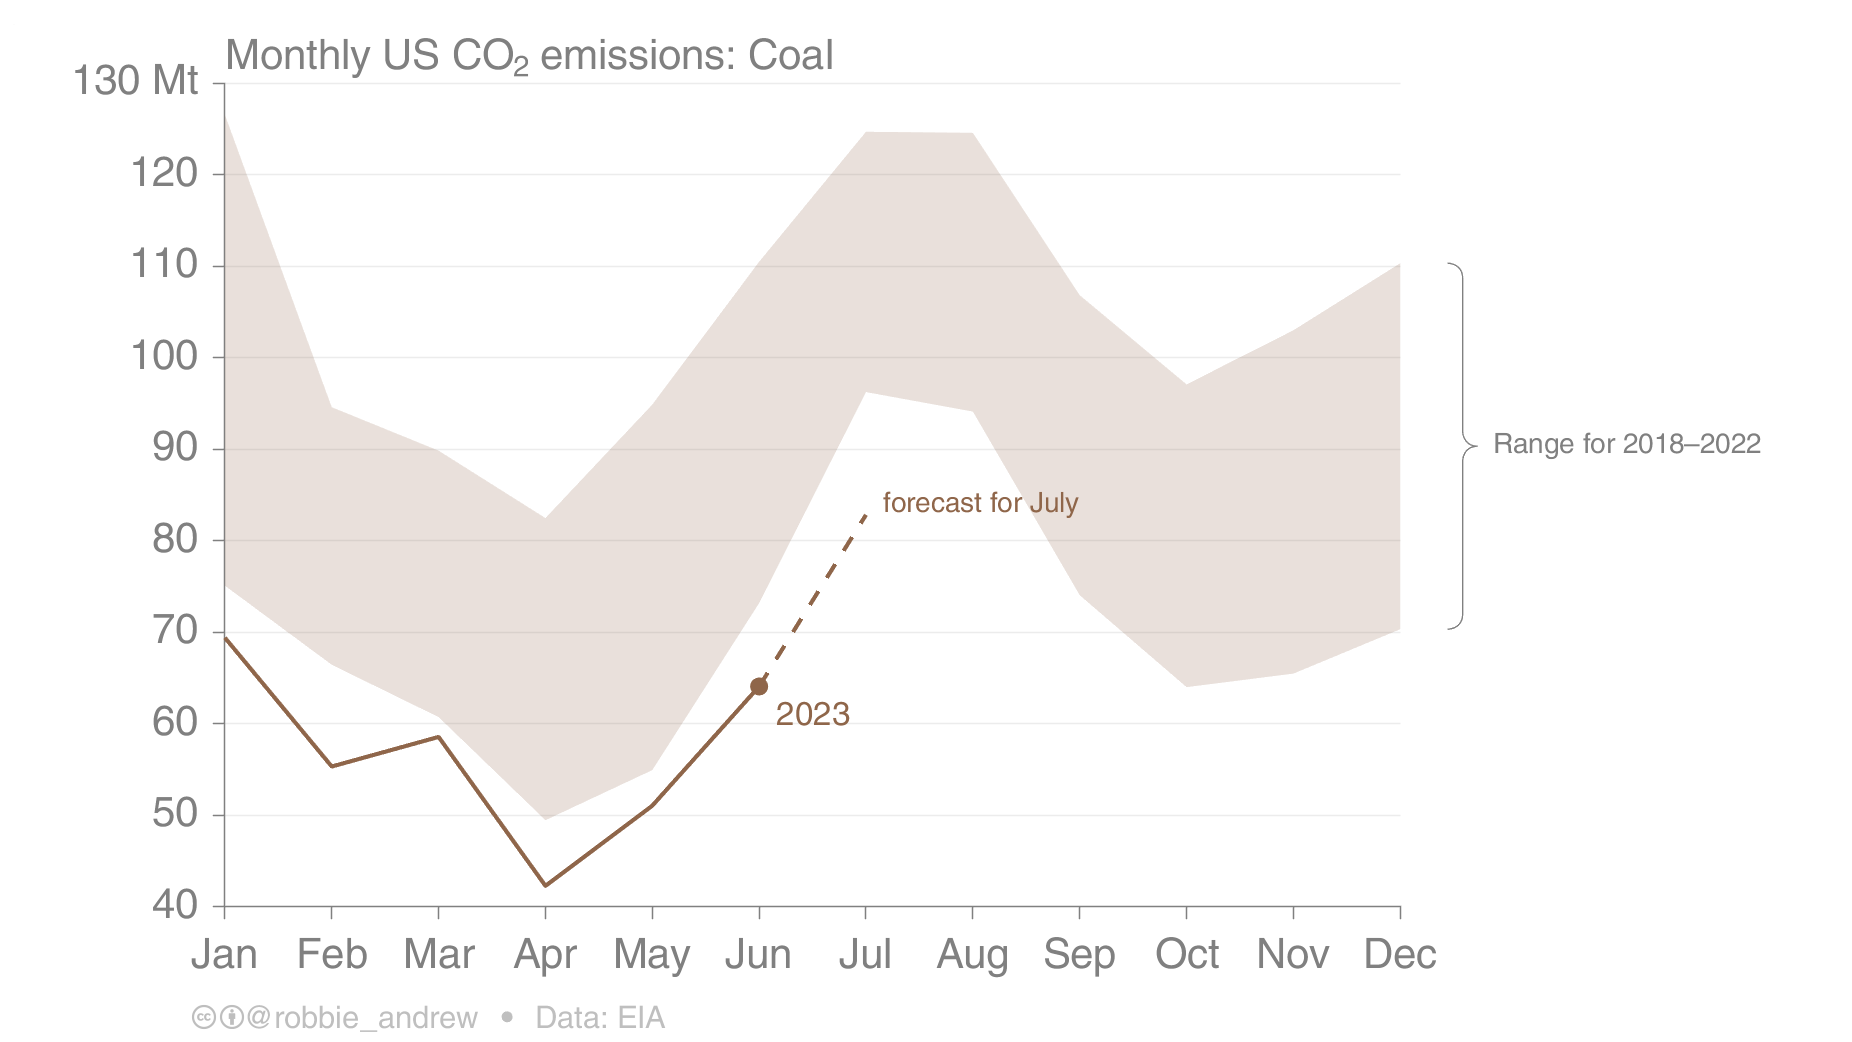 Monthly US CO₂ emissions: Coal
130 Mt
120
110
100
90
80
70
60
50
40
Range for 2018–2022
forecast for July
2023
Jan Feb Mar Apr May Jun Jul Aug Sep Oct Nov Dec
cc @robbie_andrew • Data: EIA